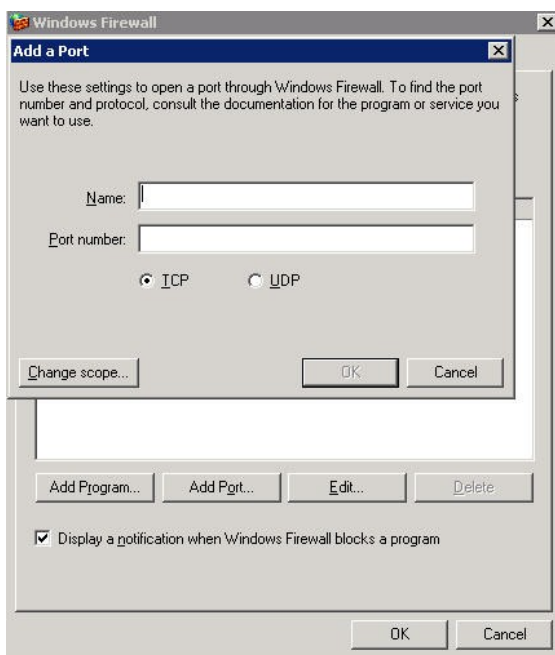 Windows Firewall
Add a Port
Use these settings to open a port through Windows Firewall. To find the port
number and protocol, consult the documentation for the program or service you
want to use.
Name:
Port number:
TCP
UDP
Change scope...
OK
Cancel
Add Program...
Add Port...
Edit...
Delete
Display a notification when Windows Firewall blocks a program
OK
Cancel